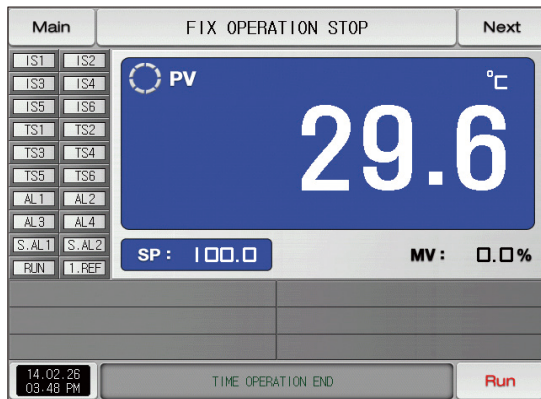 Main FIX OPERATION STOP Next
IS1 IS2
IS3 IS4
IS5 IS6
TS1 TS2
TS3 TS4
TS5 TS6
AL1 AL2
AL3 AL4
S.AL1 S.AL2
RUN 1.REF
PV ℃
29.6
SP : 100.0 MV : 0.0%
14.02.26
03:48 PM
TIME OPERATION END
Run